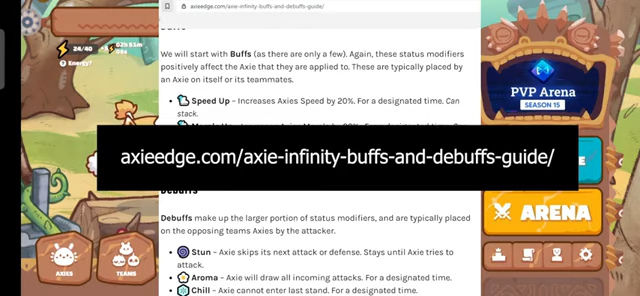 axieedge.com/axie-infinity-buffs-and-debuffs-guide/
24/40
Energy?
We will start with Buffs (as there are only a few). Again, these status modifiers
positively affect the Axie that they are applied to. These are typically placed by
an Axie on itself or its teammates.
Speed Up – Increases Axies Speed by 20%. For a designated time. Can
stack.
axieedge.com/axie-infinity-buffs-and-debuffs-guide/
Debuffs
Debuffs make up the larger portion of status modifiers, and are typically placed
on the opposing teams Axies by the attacker.
Stun – Axie skips its next attack or defense. Stays until Axie tries to
attack.
Aroma – Axie will draw all incoming attacks. For a designated time.
Chill – Axie cannot enter last stand. For a designated time.
AXIES
TEAMS
PVP Arena
SEASON 15
ARENA